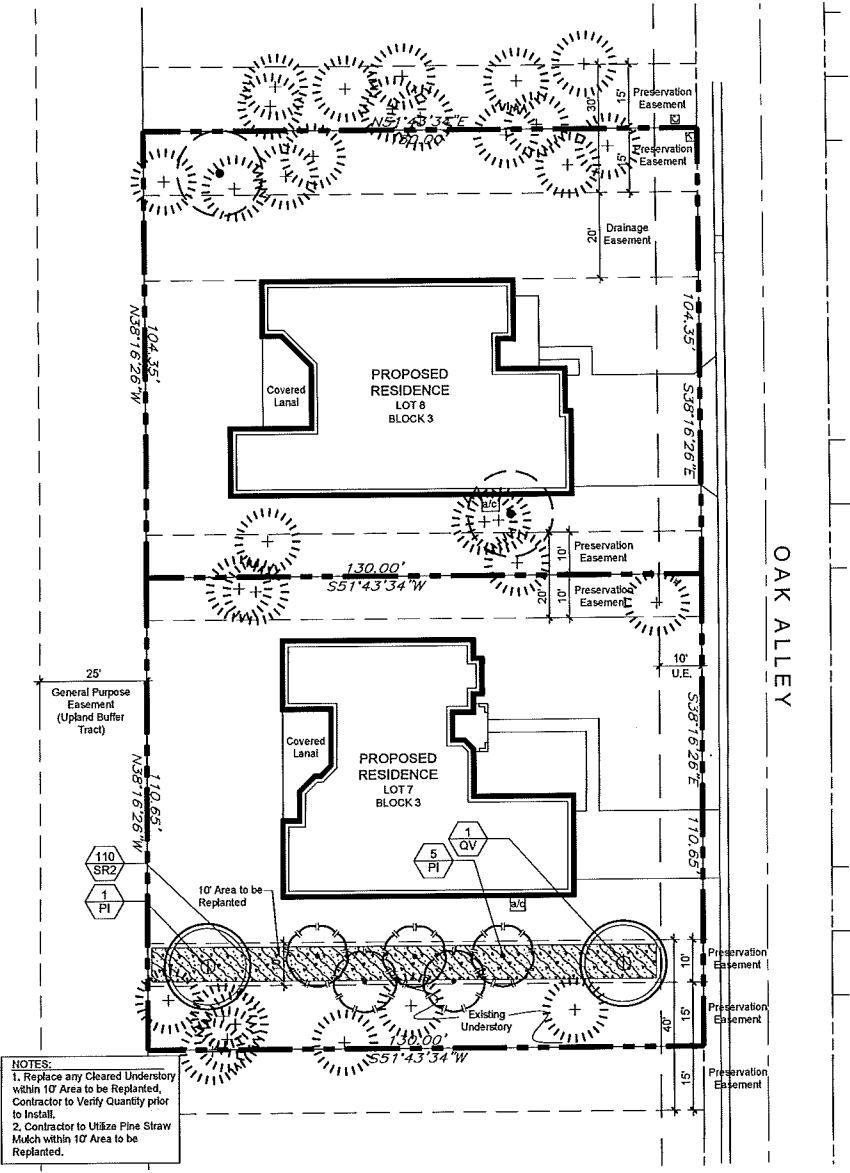 30'
15'
Preservation
Easement
N51°43'34"E
130.00'
15'
Preservation
Easement
20'
Drainage
Easement
104.35'
N38°16'26"W
104.35'
S38°16'26"E
PROPOSED
RESIDENCE
LOT 8
BLOCK 3
Covered
Lanai
a/c
10'
Preservation
Easement
130.00'
S51°43'34"W
20'
10'
Preservation
Easement
OAK ALLEY
25'
General Purpose
Easement
(Upland Buffer
Tract)
10'
U.E.
Covered
Lanai
PROPOSED
RESIDENCE
LOT 7
BLOCK 3
S38°16'26"E
110.65'
110.65'
N38°16'26"W
1
QV
5
PI
110
SR2
1
PI
10' Area to be
Replanted
a/c
10'
Preservation
Easement
40'
15'
Preservation
Easement
Existing
Understory
130.00'
S51°43'34"W
15'
Preservation
Easement
NOTES:
1. Replace any Cleared Understory
within 10' Area to be Replanted,
Contractor to Verify Quantity prior
to Install.
2. Contractor to Utilize Pine Straw
Mulch within 10' Area to be
Replanted.